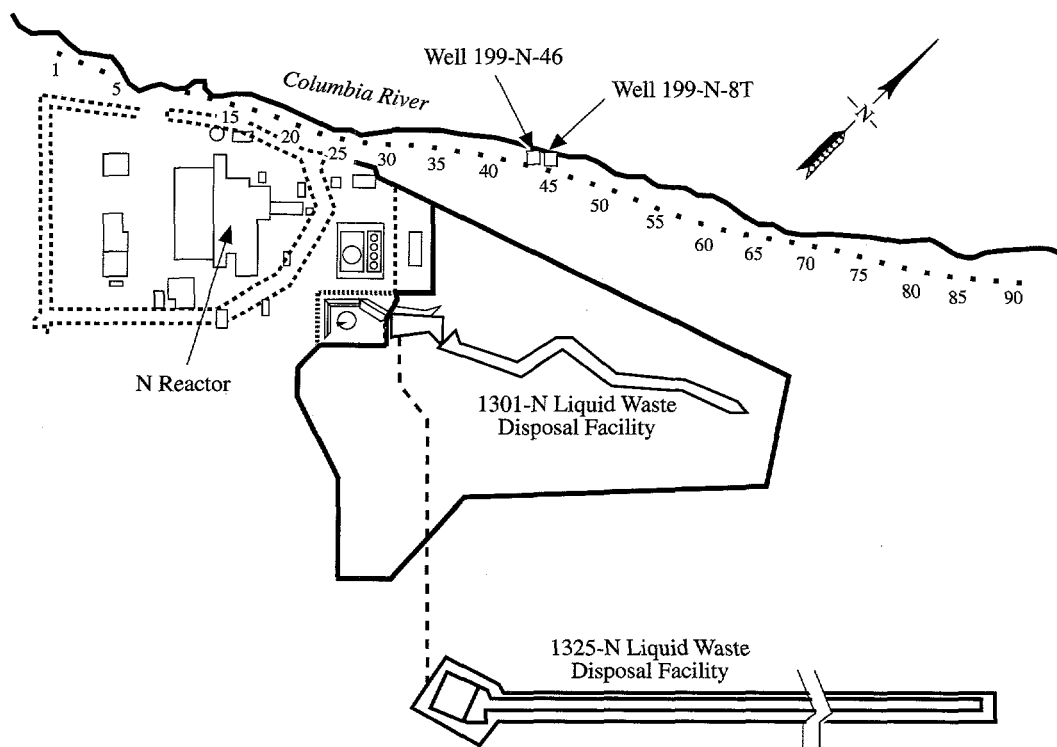 Well 199-N-46
Well 199-N-8T
Columbia River
-N-
1
5
15
20
25
30
35
40
45
50
55
60
65
70
75
80
85
90
N Reactor
1301-N Liquid Waste
Disposal Facility
1325-N Liquid Waste
Disposal Facility